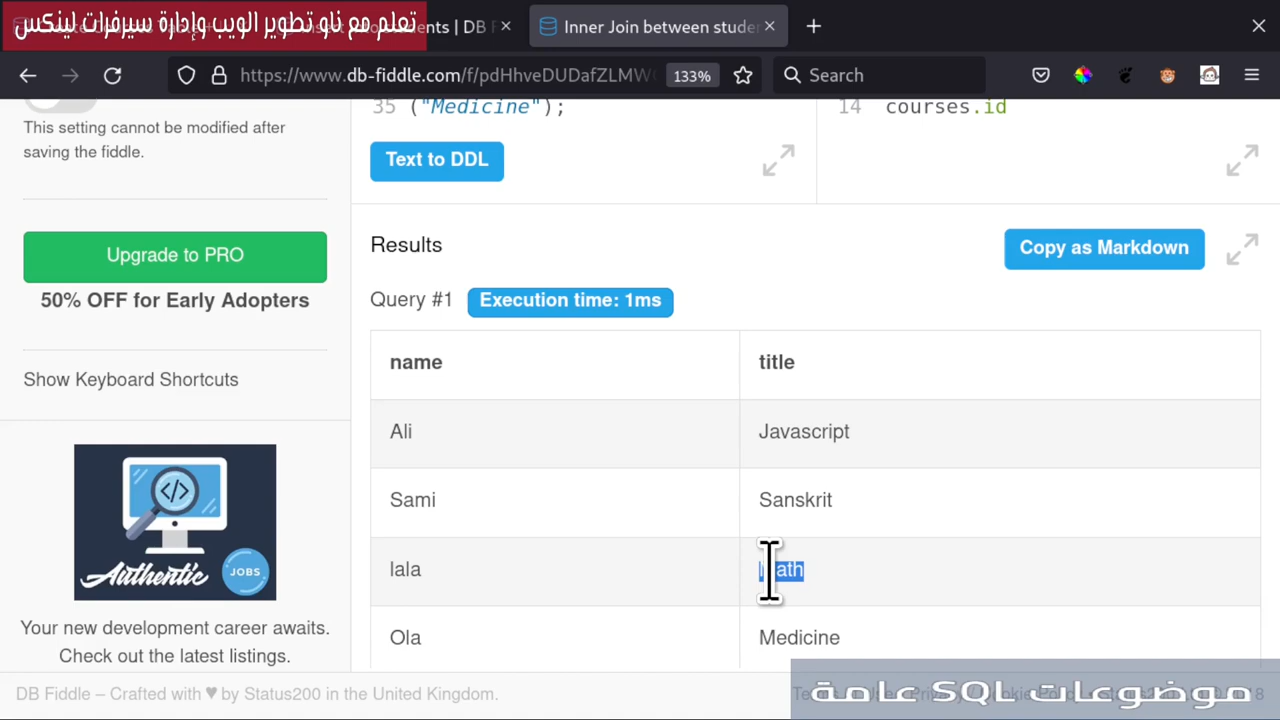 تعلم مع ناو تطوير الويب وإدارة سيرفرات لينكس
students | DB F
Inner Join between stude
https://www.db-fiddle.com/f/pdHhveDUDafZLMW
133%
Search
This setting cannot be modified after
saving the fiddle.
35 ("Medicine");
14 courses.id
Text to DDL
Upgrade to PRO
50% OFF for Early Adopters
Results
Copy as Markdown
Query #1
Execution time: 1ms
Show Keyboard Shortcuts
name title
Ali Javascript
Sami Sanskrit
lala Math
Ola Medicine
Authentic
JOBS
Your new development career awaits.
Check out the latest listings.
DB Fiddle – Crafted with ♥ by Status200 in the United Kingdom.
موضوعات SQL عامة